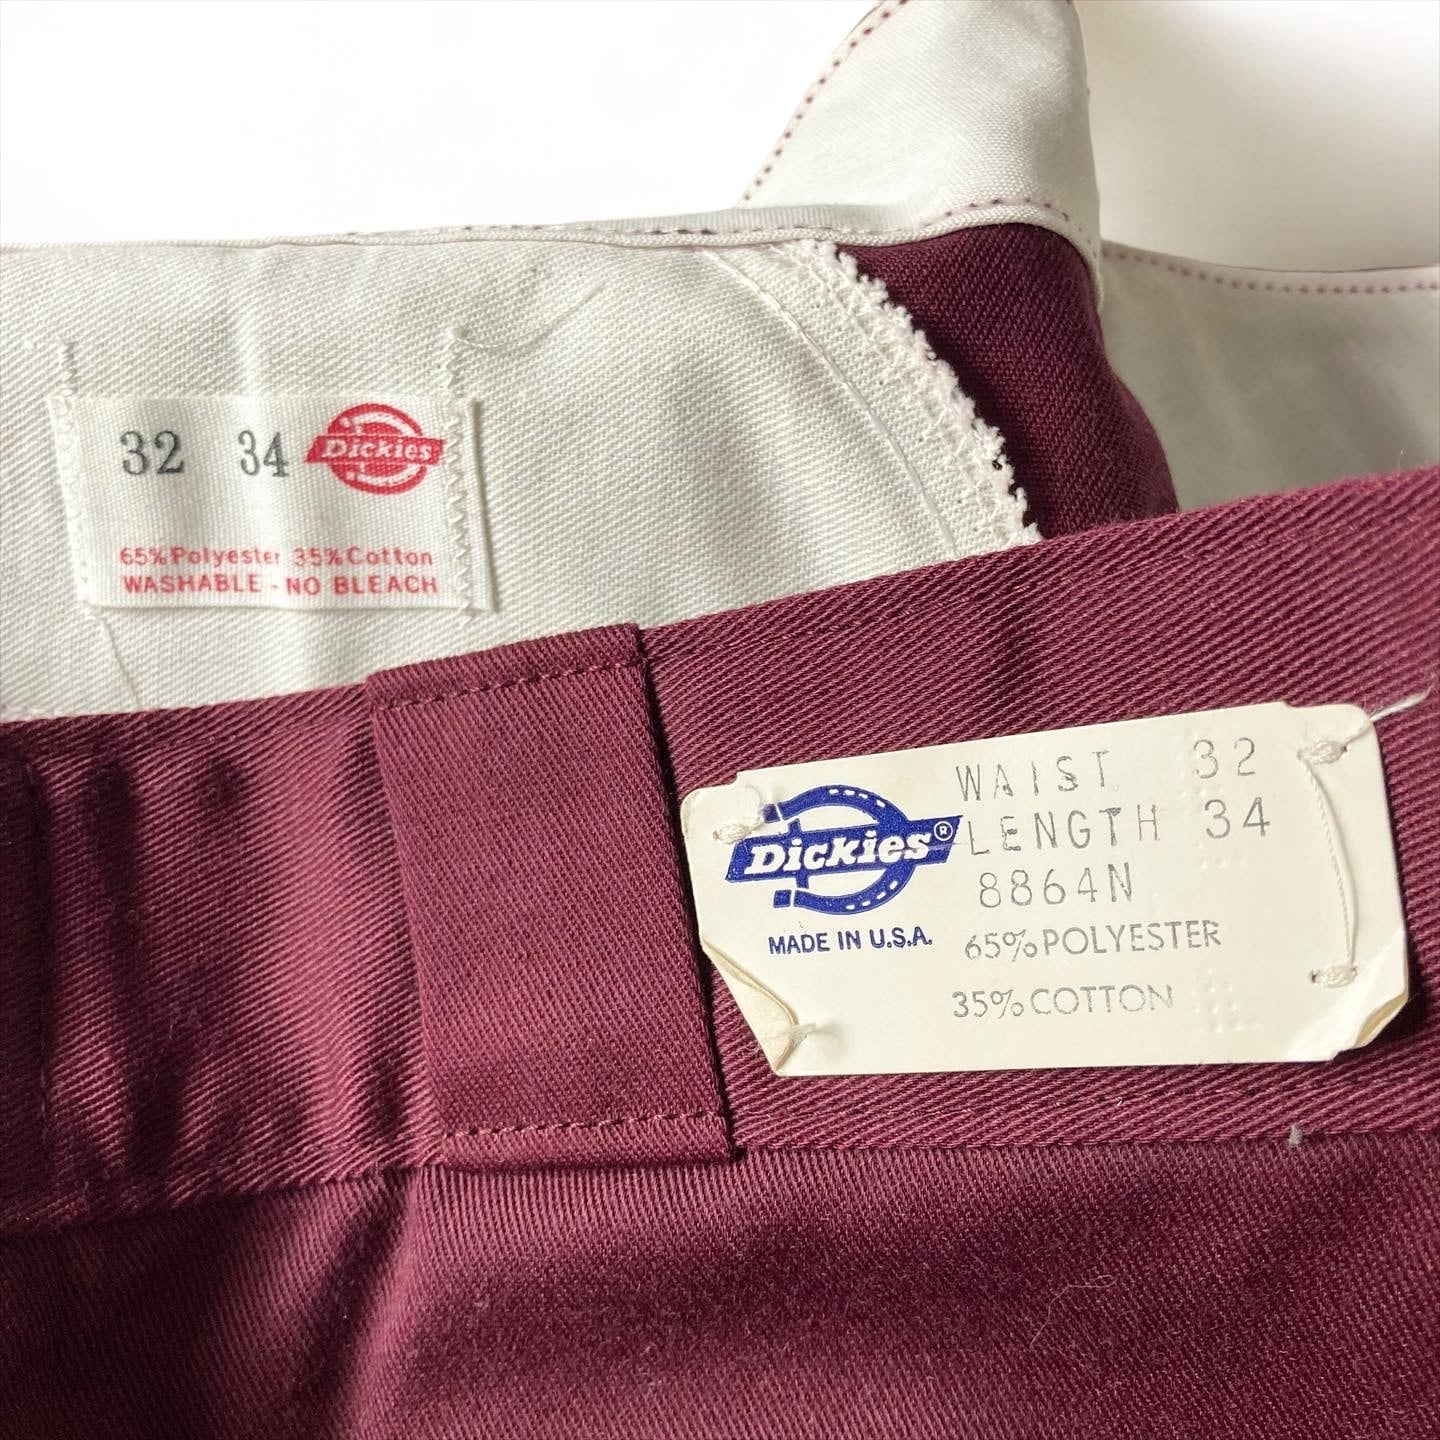 32 34 Dickies
65% Polyester 35% Cotton
WASHABLE - NO BLEACH
Dickies®
MADE IN U.S.A.
WAIST 32
LENGTH 34
8864N
65% POLYESTER
35% COTTON